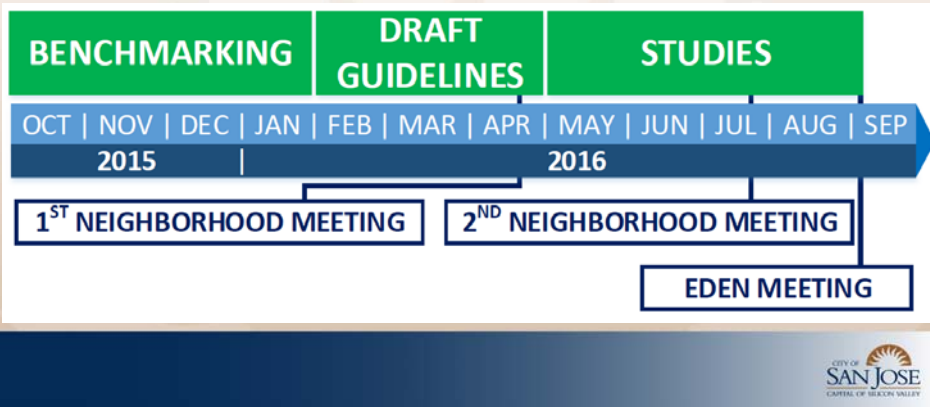 BENCHMARKING
DRAFT
GUIDELINES
STUDIES
OCT | NOV | DEC | JAN | FEB | MAR | APR | MAY | JUN | JUL | AUG | SEP
2015 | 2016
1ST NEIGHBORHOOD MEETING
2ND NEIGHBORHOOD MEETING
EDEN MEETING
CITY OF
SAN JOSE
CAPITAL OF SILICON VALLEY